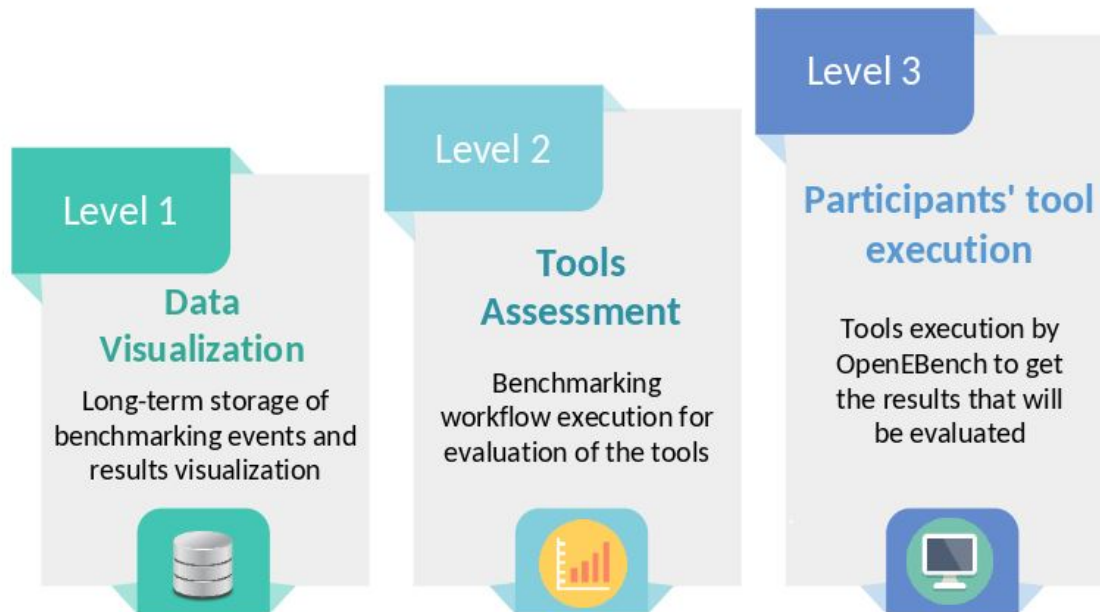 Level 1
Data
Visualization
Long-term storage of
benchmarking events and
results visualization
Level 2
Tools
Assessment
Benchmarking
workflow execution for
evaluation of the tools
Level 3
Participants' tool
execution
Tools execution by
OpenEBench to get
the results that will
be evaluated